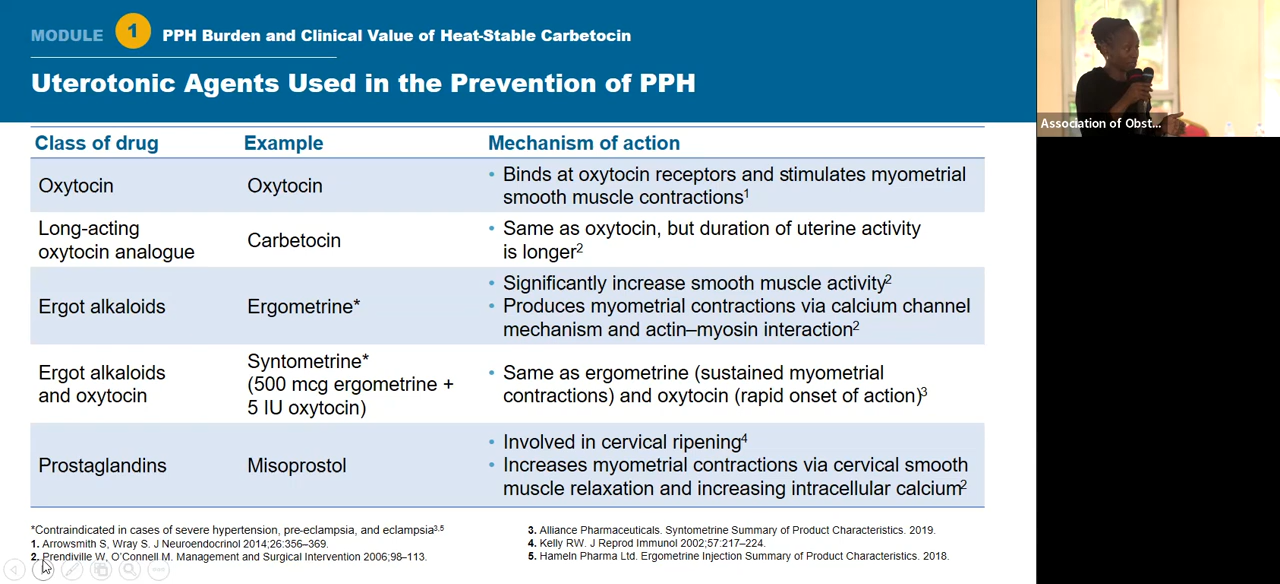 MODULE 1 PPH Burden and Clinical Value of Heat-Stable Carbetocin
Uterotonic Agents Used in the Prevention of PPH
Class of drug Example Mechanism of action
Oxytocin Oxytocin • Binds at oxytocin receptors and stimulates myometrial
smooth muscle contractions1
Long-acting
oxytocin analogue Carbetocin • Same as oxytocin, but duration of uterine activity
is longer2
Ergot alkaloids Ergometrine* • Significantly increase smooth muscle activity2
• Produces myometrial contractions via calcium channel
mechanism and actin–myosin interaction2
Ergot alkaloids
and oxytocin
Syntometrine*
(500 mcg ergometrine +
5 IU oxytocin)
• Same as ergometrine (sustained myometrial
contractions) and oxytocin (rapid onset of action)3
Prostaglandins Misoprostol • Involved in cervical ripening4
• Increases myometrial contractions via cervical smooth
muscle relaxation and increasing intracellular calcium2
*Contraindicated in cases of severe hypertension, pre-eclampsia, and eclampsia3,5
1. Arrowsmith S, Wray S. J Neuroendocrinol 2014;26:356–369.
2. Prendiville W, O'Connell M. Management and Surgical Intervention 2006;98–113.
3. Alliance Pharmaceuticals. Syntometrine Summary of Product Characteristics. 2019.
4. Kelly RW. J Reprod Immunol 2002;57:217–224.
5. Hameln Pharma Ltd. Ergometrine Injection Summary of Product Characteristics. 2018.
Association of Obst...